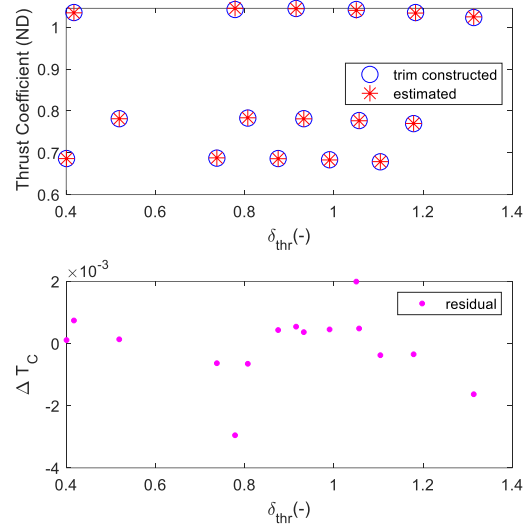 1
0.9
0.8
0.7
0.6
Thrust Coefficient (ND)
trim constructed
estimated
0.4 0.6 0.8 1 1.2 1.4
δthr(-)
×10-3
2
0
-2
-4
Δ TC
residual
0.4 0.6 0.8 1 1.2 1.4
δthr(-)